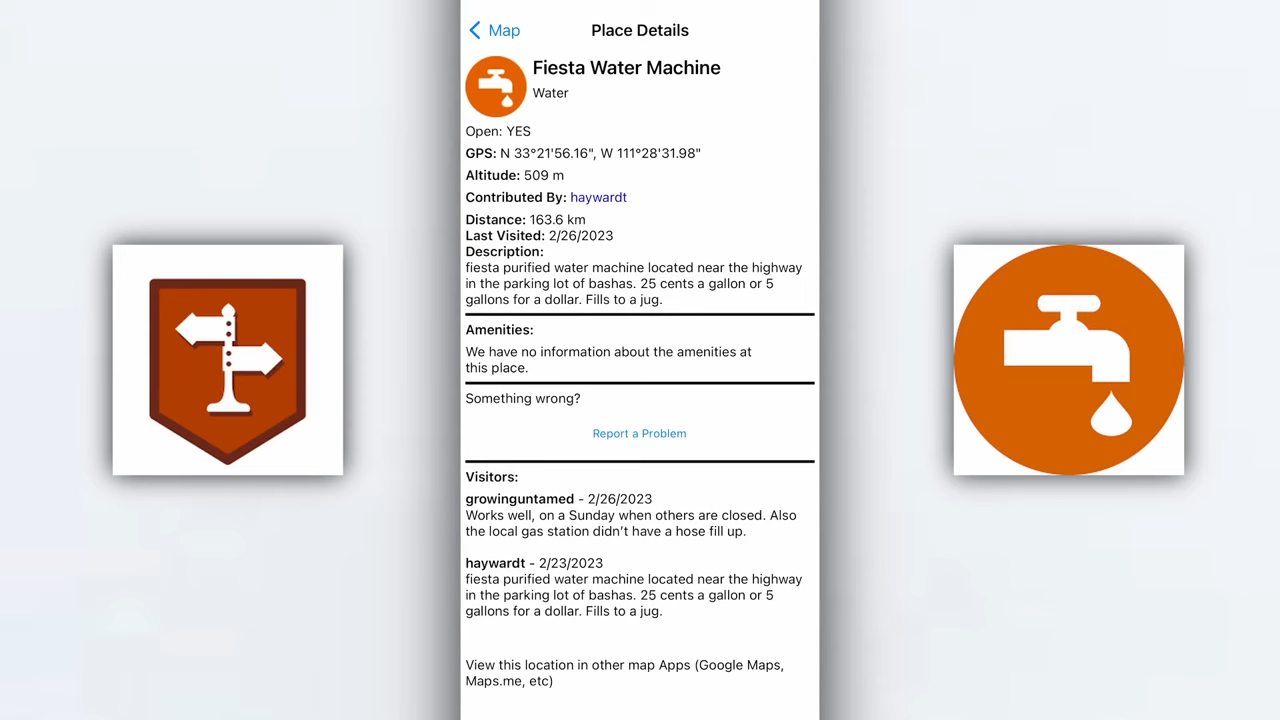 Map
Place Details
Fiesta Water Machine
Water
Open: YES
GPS: N 33°21'56.16", W 111°28'31.98"
Altitude: 509 m
Contributed By: haywardt
Distance: 163.6 km
Last Visited: 2/26/2023
Description:
fiesta purified water machine located near the highway
in the parking lot of bashas. 25 cents a gallon or 5
gallons for a dollar. Fills to a jug.
Amenities:
We have no information about the amenities at
this place.
Something wrong?
Report a Problem
Visitors:
growinguntamed - 2/26/2023
Works well, on a Sunday when others are closed. Also
the local gas station didn’t have a hose fill up.
haywardt - 2/23/2023
fiesta purified water machine located near the highway
in the parking lot of bashas. 25 cents a gallon or 5
gallons for a dollar. Fills to a jug.
View this location in other map Apps (Google Maps,
Maps.me, etc)